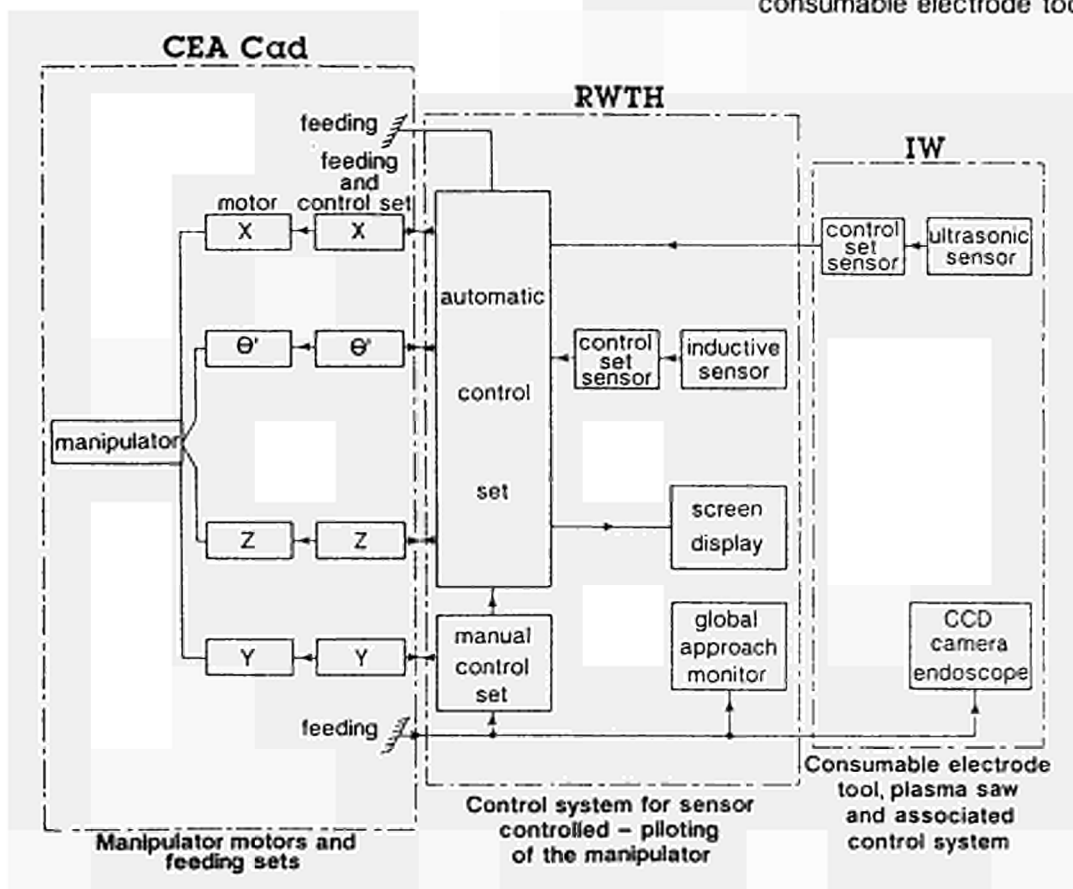 consumable electrode too
CEA Cad
RWTH
IW
feeding
feeding
and
control set
motor
X
X
control
set
sensor
ultrasonic
sensor
automatic
control
set
Θ'
Θ'
control
set
sensor
inductive
sensor
manipulator
Z
Z
screen
display
Y
Y
manual
control
set
global
approach
monitor
CCD
camera
endoscope
feeding
Manipulator motors and
feeding sets
Control system for sensor
controlled – piloting
of the manipulator
Consumable electrode
tool, plasma saw
and associated
control system